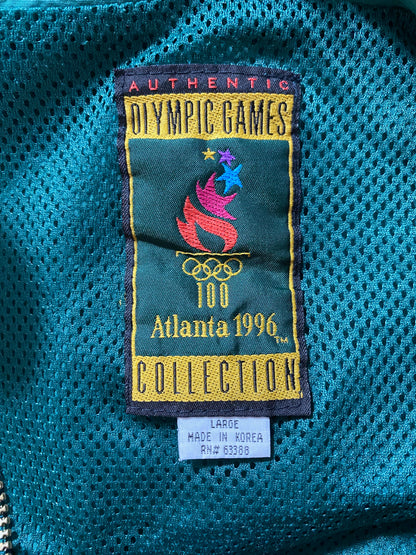 AUTHENTIC
OLYMPIC GAMES
100
Atlanta 1996 TM
COLLECTION
LARGE
MADE IN KOREA
RN# 63388